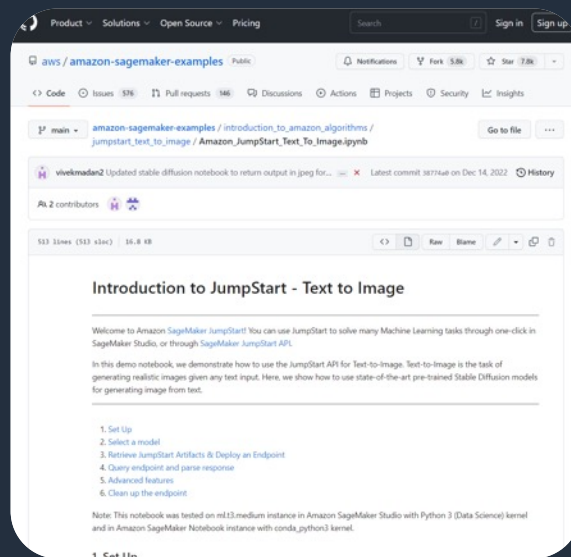 Product Solutions Open Source Pricing Search / Sign in Sign up
aws / amazon-sagemaker-examples Public Notifications Fork 5.8k Star 7.8k
Code Issues 576 Pull requests 146 Discussions Actions Projects Security Insights
main amazon-sagemaker-examples / introduction_to_amazon_algorithms / Go to file ...
jumpstart_text_to_image / Amazon_JumpStart_Text_To_Image.ipynb
vivekmadan2 Updated stable diffusion notebook to return output in jpeg for... ... Latest commit on Dec 14, 2022 History
2 contributors
513 lines (513 sloc) 16.8 KB <> Raw Blame
Introduction to JumpStart - Text to Image
Welcome to Amazon SageMaker JumpStart! You can use JumpStart to solve many Machine Learning tasks through one-click in
SageMaker Studio, or through SageMaker JumpStart API.
In this demo notebook, we demonstrate how to use the JumpStart API for Text-to-Image. Text-to-Image is the task of
generating realistic images given any text input. Here, we show how to use state-of-the-art pre-trained Stable Diffusion models
for generating image from text.
1. Set Up
2. Select a model
3. Retrieve JumpStart Artifacts & Deploy an Endpoint
4. Query endpoint and parse response
5. Advanced features
6. Clean up the endpoint
Note: This notebook was tested on ml.t3.medium instance in Amazon SageMaker Studio with Python 3 (Data Science) kernel
and in Amazon SageMaker Notebook instance with conda_python3 kernel.
1. Set Up